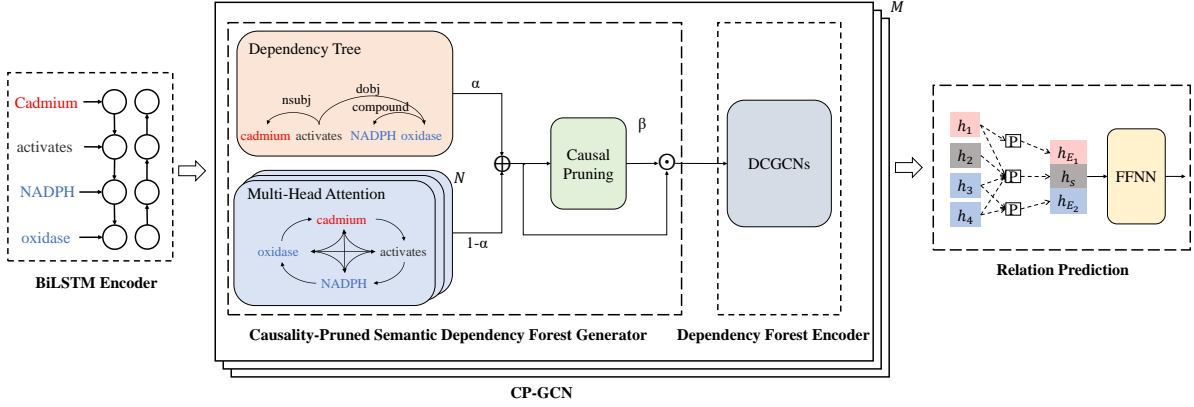 Cadmium
activates
NADPH
oxidase
BiLSTM Encoder
M
Dependency Tree
nsubj
dobj
compound
cadmium activates NADPH oxidase
α
Multi-Head Attention
N
cadmium
oxidase
activates
NADPH
1-α
Causal
Pruning
β
Causality-Pruned Semantic Dependency Forest Generator
DCGCNs
Dependency Forest Encoder
CP-GCN
h1
h2
h3
h4
P
P
P
hE1
hs
hE2
FFNN
Relation Prediction